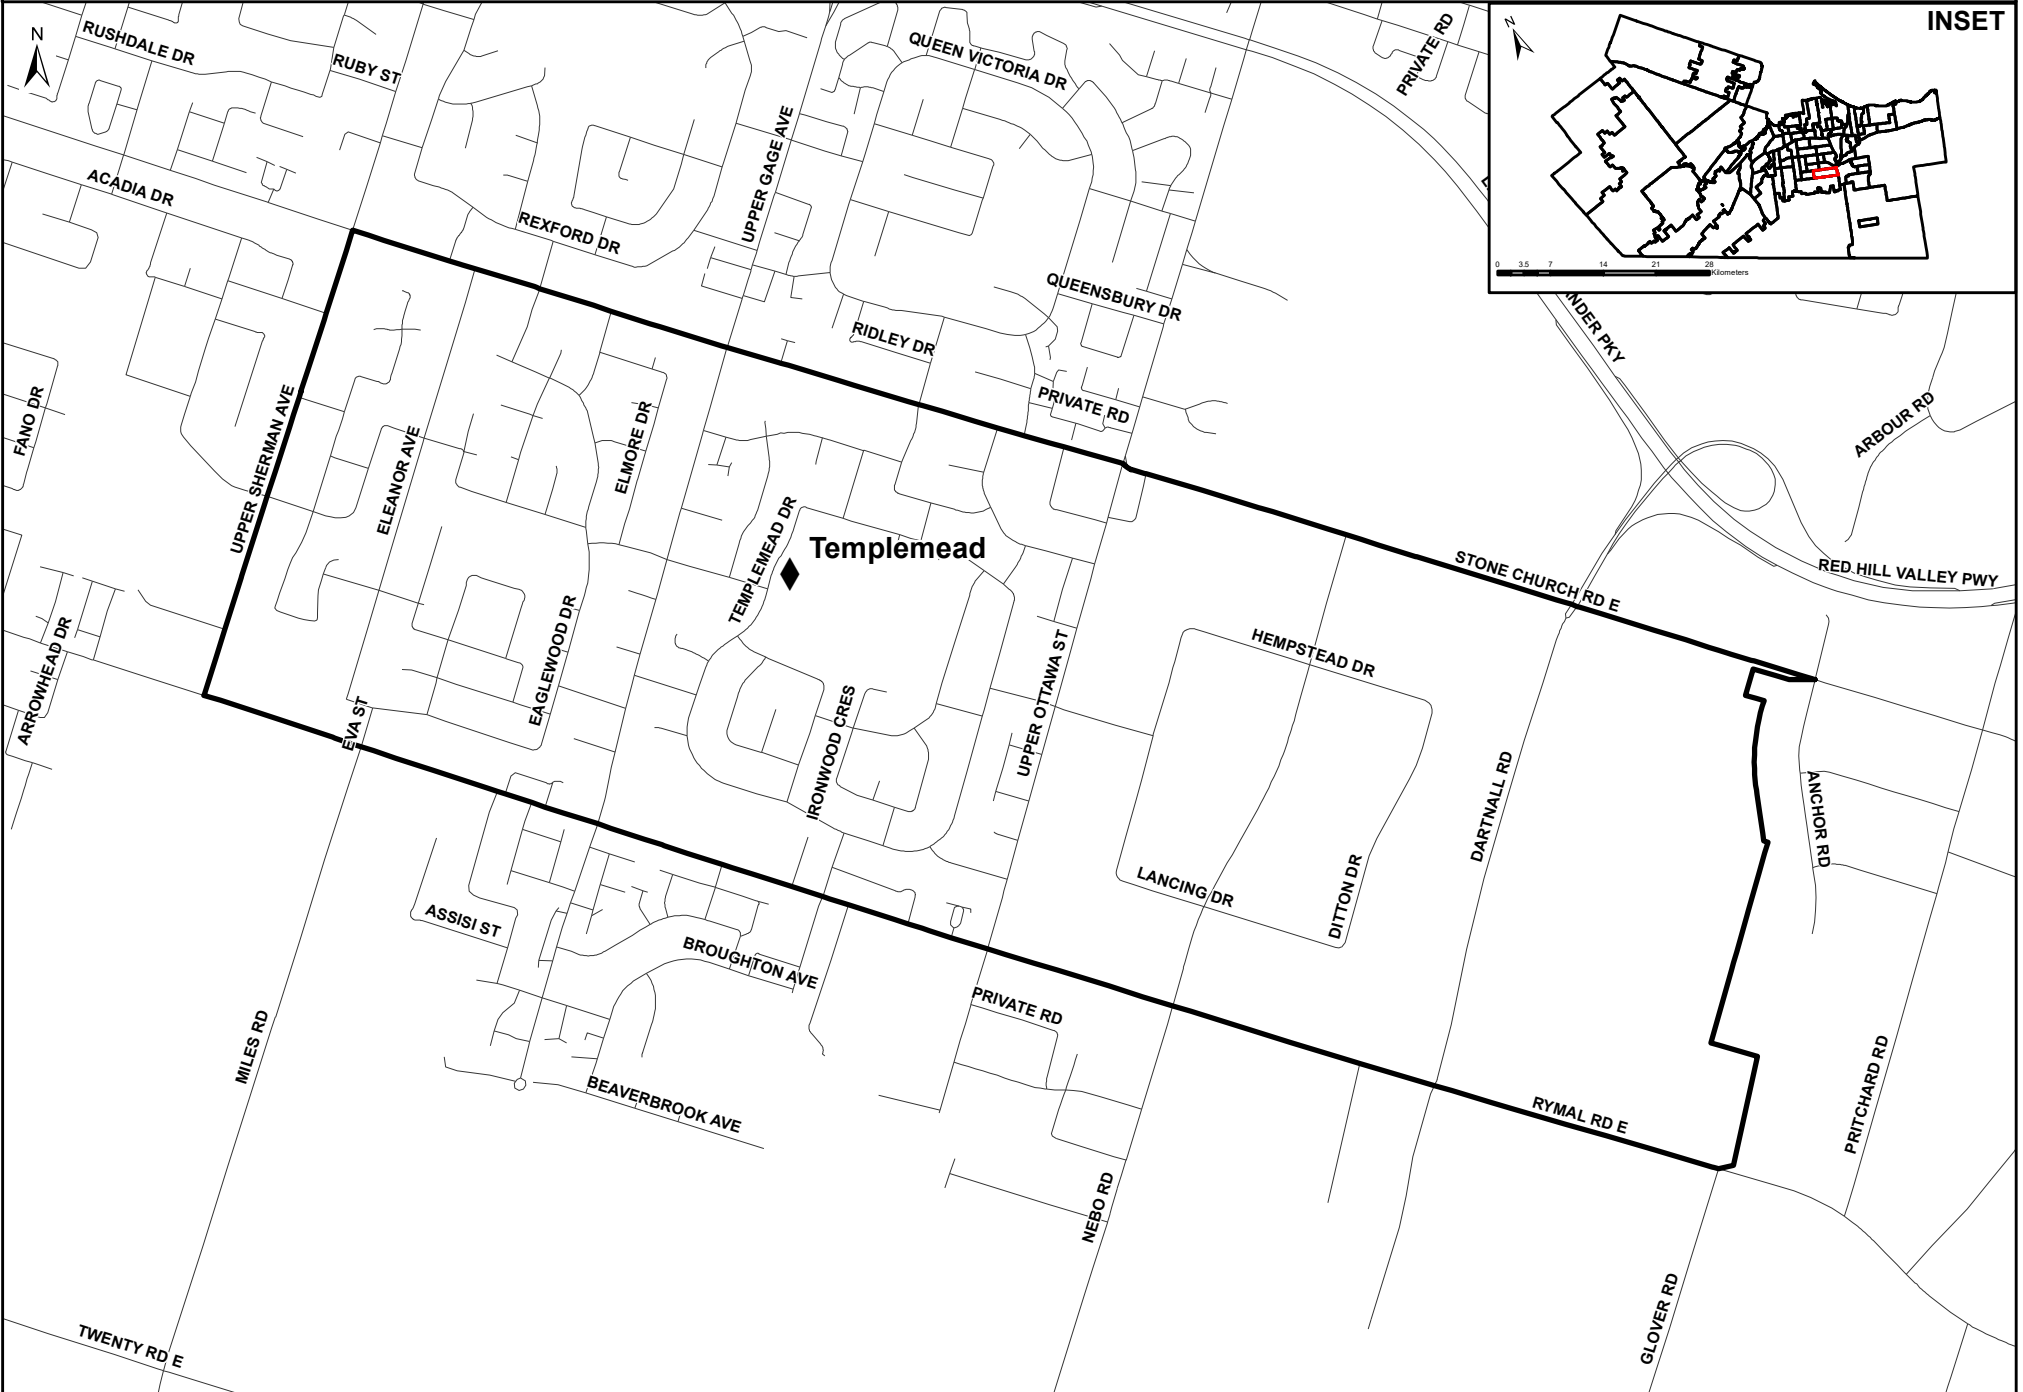 INSET
N
N
0 3.5 7 14 21 28
Kilometers
RUSHDALE DR
RUBY ST
QUEEN VICTORIA DR
PRIVATE RD
UPPER GAGE AVE
ACADIA DR
REXFORD DR
QUEENSBURY DR
RIDLEY DR
NDER PKY
PRIVATE RD
FANO DR
UPPER SHERMAN AVE
ELEANOR AVE
ELMORE DR
ARBOUR RD
TEMPLEMEAD DR
Templemead
STONE CHURCH RD E
RED HILL VALLEY PWY
ARROWHEAD DR
EVA ST
EAGLEWOOD DR
IRONWOOD CRES
UPPER OTTAWA ST
HEMPSTEAD DR
DARTNALL RD
ANCHOR RD
LANCING DR
DITTON DR
ASSISI ST
BROUGHTON AVE
PRIVATE RD
MILES RD
BEAVERBROOK AVE
RYMAL RD E
PRITCHARD RD
NEBO RD
GLOVER RD
TWENTY RD E